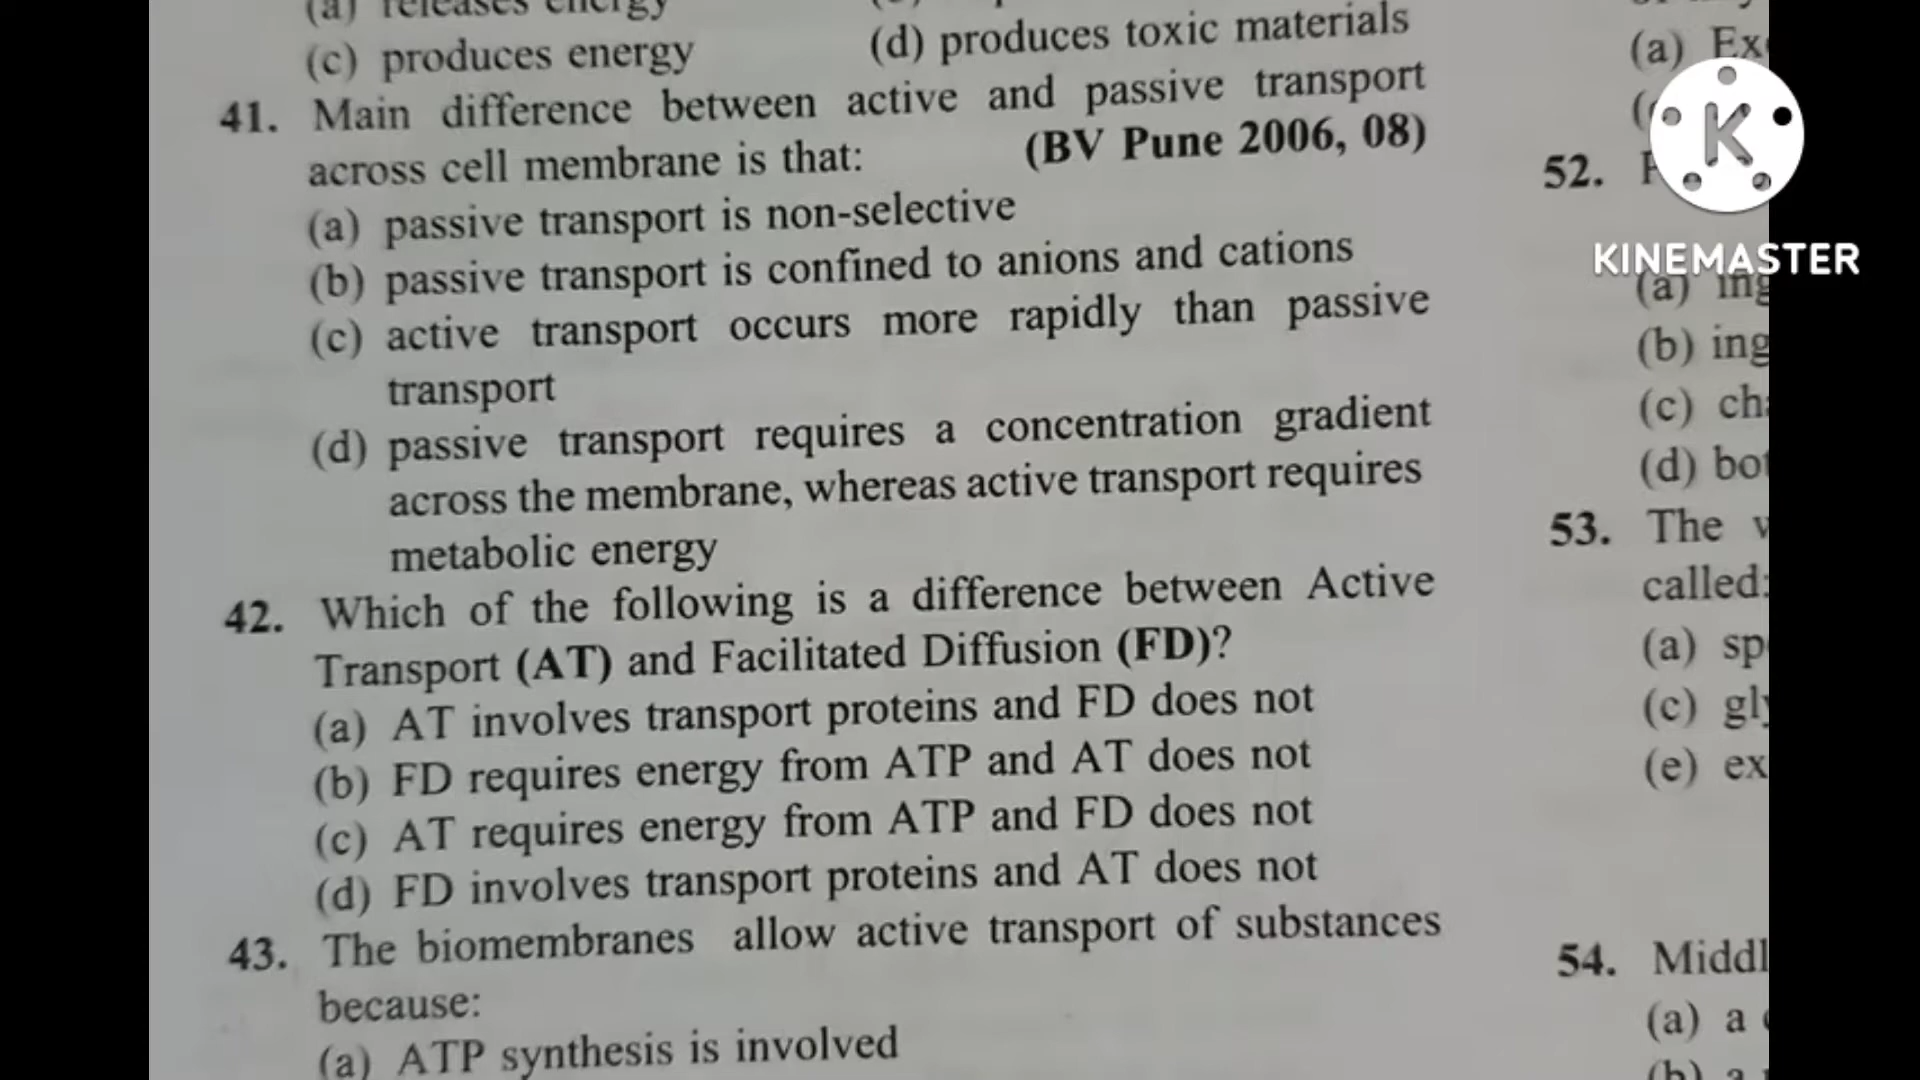 (a) releases energy
(c) produces energy (d) produces toxic materials
41. Main difference between active and passive transport
across cell membrane is that: (BV Pune 2006, 08)
(a) passive transport is non-selective
(b) passive transport is confined to anions and cations
(c) active transport occurs more rapidly than passive
transport
(d) passive transport requires a concentration gradient
across the membrane, whereas active transport requires
metabolic energy
42. Which of the following is a difference between Active
Transport (AT) and Facilitated Diffusion (FD)?
(a) AT involves transport proteins and FD does not
(b) FD requires energy from ATP and AT does not
(c) AT requires energy from ATP and FD does not
(d) FD involves transport proteins and AT does not
43. The biomembranes allow active transport of substances
because:
(a) ATP synthesis is involved
(a)
52.
(a) ing
(b) ing
(c)
(d)
53. The
called:
(a) sp
(c)
(e) ex
54. Middl
(a) a
(b) a
K
KINEMASTER